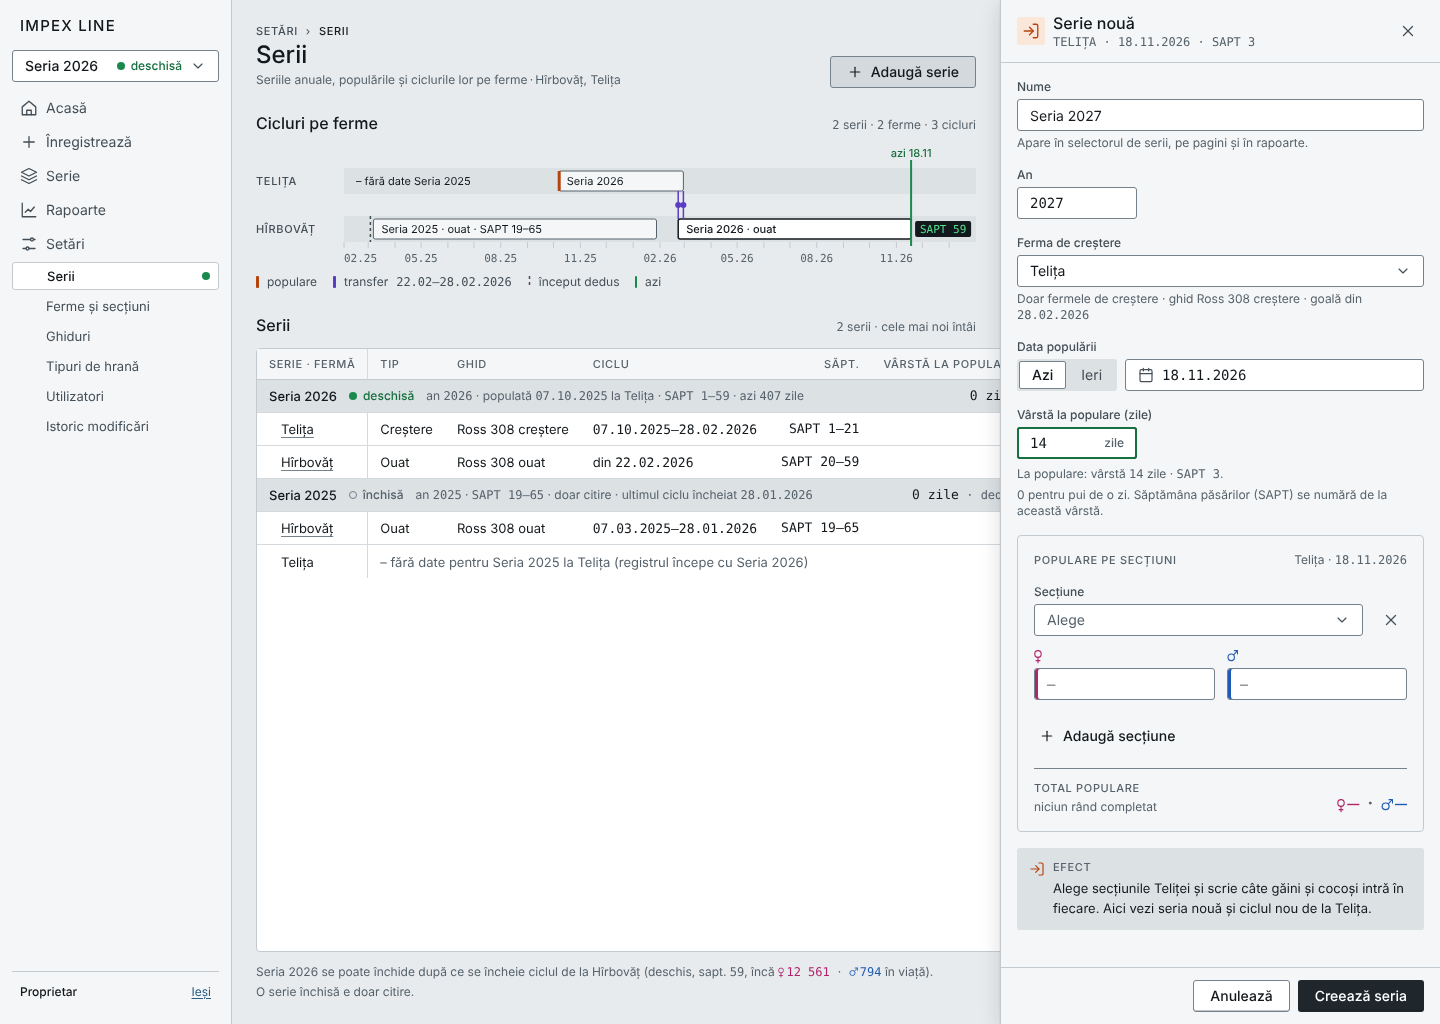 IMPEX LINE
Seria 2026 deschisă
Acasă
Înregistrează
Serie
Rapoarte
Setări
Serii
Ferme și secțiuni
Ghiduri
Tipuri de hrană
Utilizatori
Istoric modificări
Proprietar Ieși
SETĂRI › SERII
Serii
Seriile anuale, populările și ciclurile lor pe ferme · Hîrbovăț, Telița
Adaugă serie
Cicluri pe ferme
2 serii · 2 ferme · 3 cicluri
azi 18.11
TELIȚA – fără date Seria 2025 Seria 2026
HÎRBOVĂȚ Seria 2025 · ouat · SAPT 19–65 Seria 2026 · ouat SAPT 59
02.25 05.25 08.25 11.25 02.26 05.26 08.26 11.26
populare transfer 22.02–28.02.2026 început dedus azi
Serii
2 serii · cele mai noi întâi
SERIE · FERMĂ TIP GHID CICLU SĂPT. VÂRSTĂ LA POPULA
Seria 2026 deschisă an 2026 · populată 07.10.2025 la Telița · SAPT 1–59 · azi 407 zile 0 zi
Telița Creștere Ross 308 creștere 07.10.2025–28.02.2026 SAPT 1–21
Hîrbovăț Ouat Ross 308 ouat din 22.02.2026 SAPT 20–59
Seria 2025 închisă an 2025 · SAPT 19–65 · doar citire · ultimul ciclu încheiat 28.01.2026 0 zile · ded
Hîrbovăț Ouat Ross 308 ouat 07.03.2025–28.01.2026 SAPT 19–65
Telița – fără date pentru Seria 2025 la Telița (registrul începe cu Seria 2026)
Seria 2026 se poate închide după ce se încheie ciclul de la Hîrbovăț (deschis, sapt. 59, încă ♀12 561 · ♂794 în viață).
O serie închisă e doar citire.
Serie nouă
TELIȚA · 18.11.2026 · SAPT 3
Nume
Seria 2027
Apare în selectorul de serii, pe pagini și în rapoarte.
An
2027
Ferma de creștere
Telița
Doar fermele de creștere · ghid Ross 308 creștere · goală din
28.02.2026
Data populării
Azi Ieri 18.11.2026
Vârstă la populare (zile)
14 zile
La populare: vârstă 14 zile · SAPT 3.
0 pentru pui de o zi. Săptămâna păsărilor (SAPT) se numără de la
această vârstă.
POPULARE PE SECȚIUNI Telița · 18.11.2026
Secțiune
Alege
♀ ♂
– –
Adaugă secțiune
TOTAL POPULARE
niciun rând completat ♀— · ♂—
EFECT
Alege secțiunile Teliței și scrie câte găini și cocoși intră în
fiecare. Aici vezi seria nouă și ciclul nou de la Telița.
Anulează Creează seria